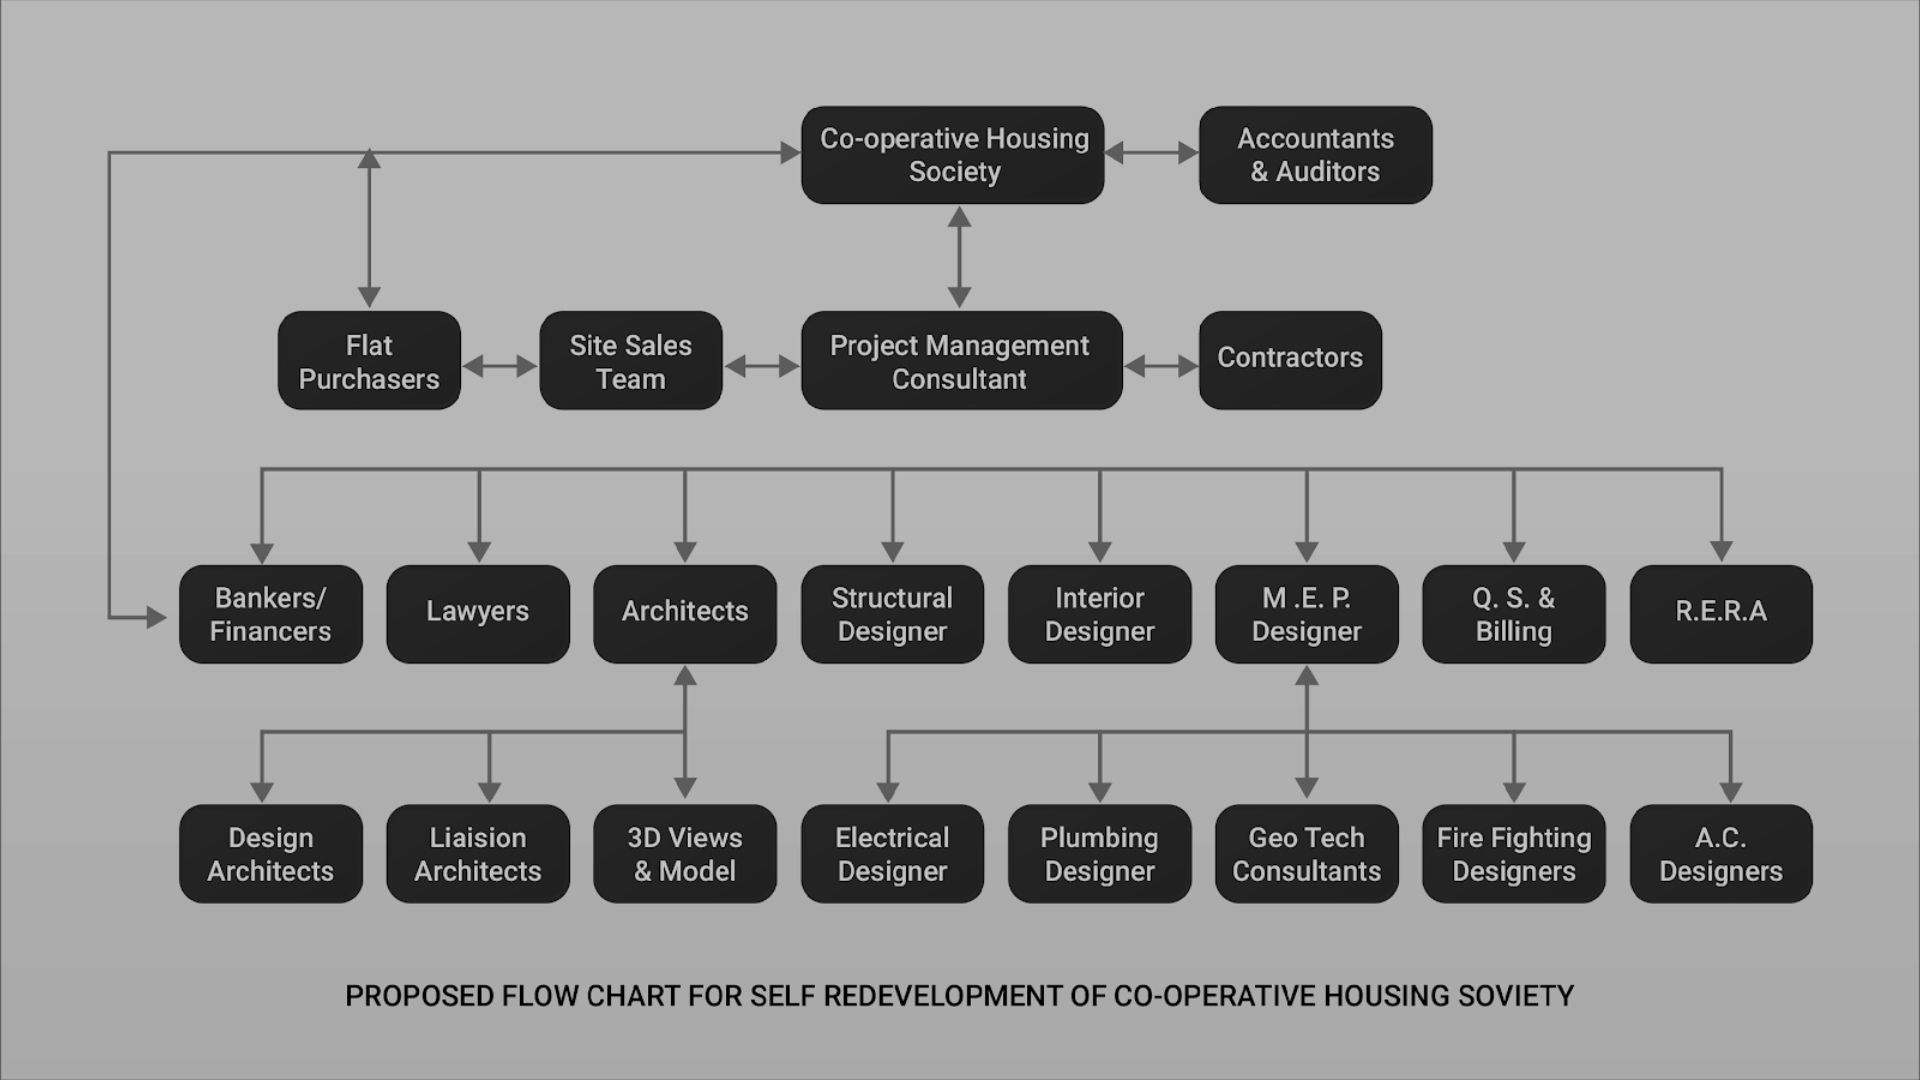 Co-operative Housing
Society
Accountants
& Auditors
Flat
Purchasers
Site Sales
Team
Project Management
Consultant
Contractors
Bankers/
Financers
Lawyers
Architects
Structural
Designer
Interior
Designer
M .E. P.
Designer
Q. S. &
Billing
R.E.R.A
Design
Architects
Liaision
Architects
3D Views
& Model
Electrical
Designer
Plumbing
Designer
Geo Tech
Consultants
Fire Fighting
Designers
A.C.
Designers
PROPOSED FLOW CHART FOR SELF REDEVELOPMENT OF CO-OPERATIVE HOUSING SOVIETY